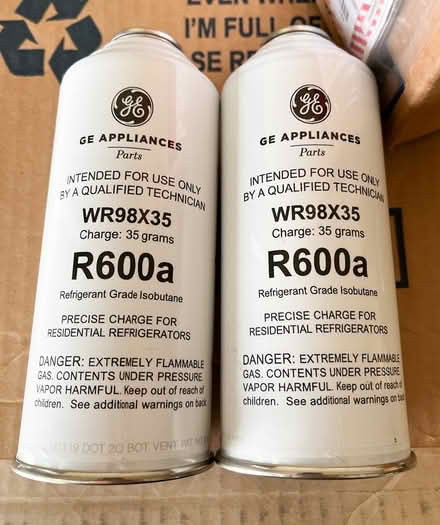 EVER WHE
I'M FULL OF
SE RE
GE
GE APPLIANCES
Parts
INTENDED FOR USE ONLY
BY A QUALIFIED TECHNICIAN
WR98X35
Charge: 35 grams
R600a
Refrigerant Grade Isobutane
PRECISE CHARGE FOR
RESIDENTIAL REFRIGERATORS
DANGER: EXTREMELY FLAMMABLE
GAS. CONTENTS UNDER PRESSURE.
VAPOR HARMFUL. Keep out of reach of
children. See additional warnings on back.
DOT 2Q BOT VENT
GE
GE APPLIANCES
Parts
INTENDED FOR USE ONLY
BY A QUALIFIED TECHNICIAN
WR98X35
Charge: 35 grams
R600a
Refrigerant Grade Isobutane
PRECISE CHARGE FOR
RESIDENTIAL REFRIGERATORS
DANGER: EXTREMELY FLAMMABLE
GAS. CONTENTS UNDER PRESSURE.
VAPOR HARMFUL. Keep out of reach of
children. See additional warnings on back.